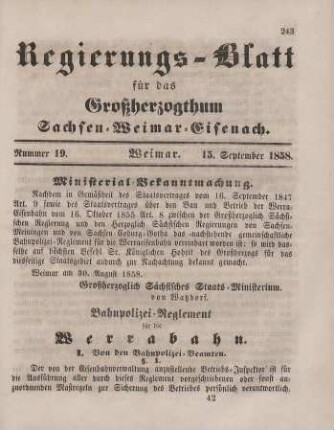 243
Regierungs-Blatt
für das
Großherzogthum
Sachsen-Weimar-Eisenach.
Nummer 19. Weimar. 15. September 1858.
Ministerial-Bekanntmachung.
Nachdem in Gemäßheit des Staatsvertrages vom 16. September 1847
Art. 9 sowie des Staatsvertrages über den Bau und Betrieb der Werra-
Eisenbahn vom 16. Oktober 1855 Art. 8 zwischen der Großherzoglich Sächsi-
schen Regierung und den Herzoglich Sächsischen Regierungen von Sachsen-
Meiningen und von Sachsen Coburg-Gotha das nachstehende gemeinschaftliche
Bahnpolizei-Reglement für die Werraeisenbahn vereinbart worden ist: so wird das-
selbe auf höchsten Befehl Sr. Königlichen Hoheit des Großherzogs für das
diesseitige Staatsgebiet andurch zur Nachachtung bekannt gemacht.
Weimar am 30. August 1858.
Großherzoglich Sächsisches Staats-Ministerium.
von Watzdorf.
Bahnpolizei-Reglement
für die
Werrabahn.
I. Von den Bahnpolizei-Beamten.
§. 1.
Der von der Eisenbahnverwaltung anzustellende Betriebs-Inspektor ist für
die Ausführung aller durch dieses Reglement vorgeschriebenen oder sonst ange-
ordneten Maßregeln zur Sicherung des Betriebes persönlich verantwortlich.
42